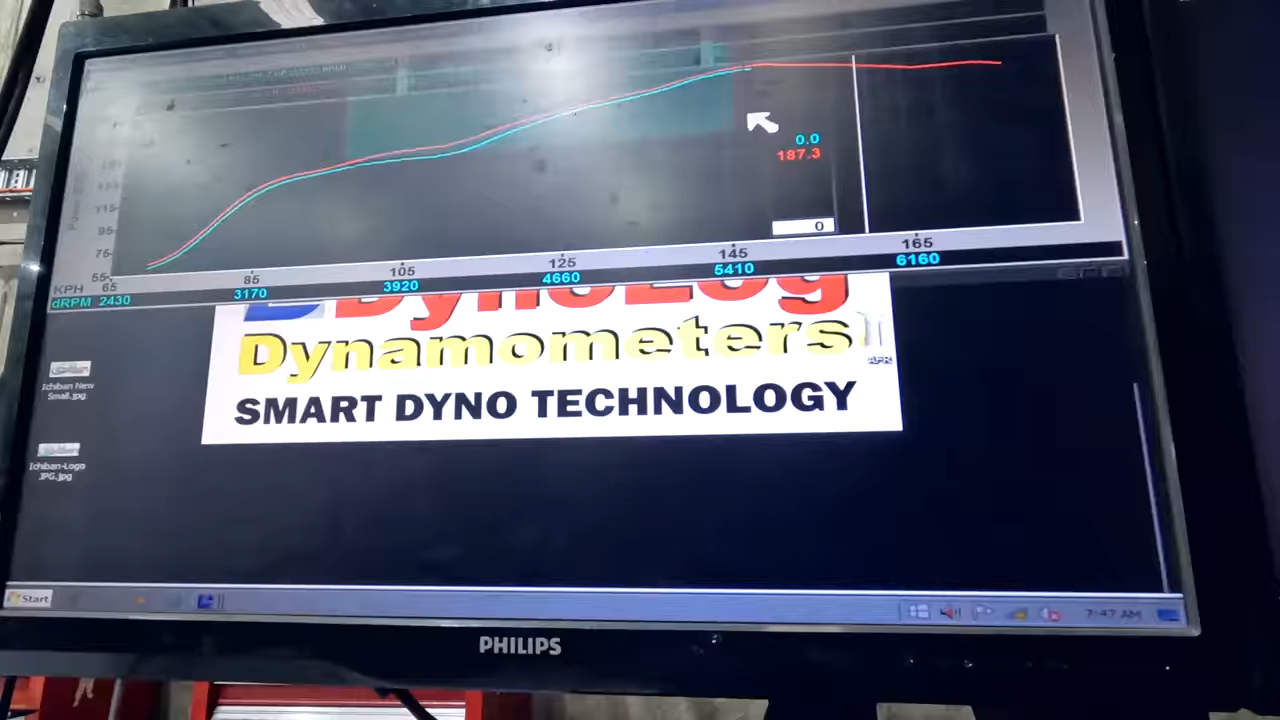 0.0
187.3
0
115
95
75
55
KPH 65 85 105 125 145 165
dRPM 2430 3170 3920 4660 5410 6160
DynoLog
Dynamometers
AFR
SMART DYNO TECHNOLOGY
Ichiban New
Small.jpg
Ichiban-Logo
JPG.jpg
Start
7:47 AM
PHILIPS